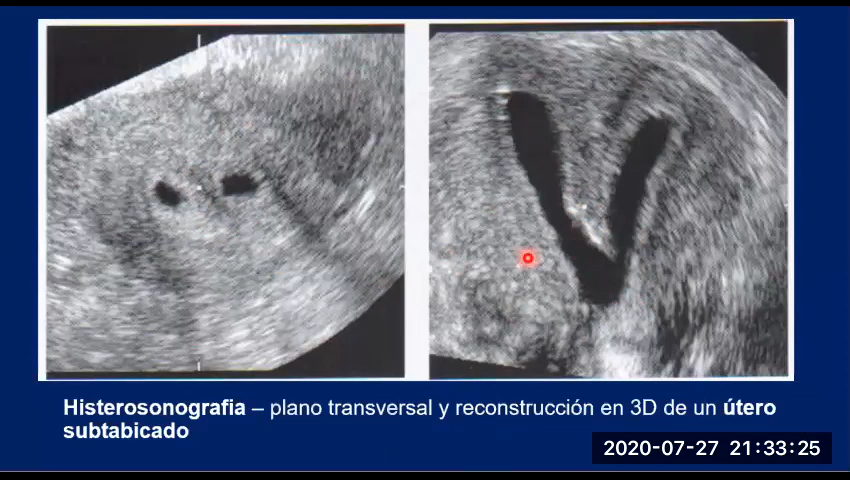 Histerosonografia – plano transversal y reconstrucción en 3D de un útero
subtabicado
2020-07-27 21:33:25